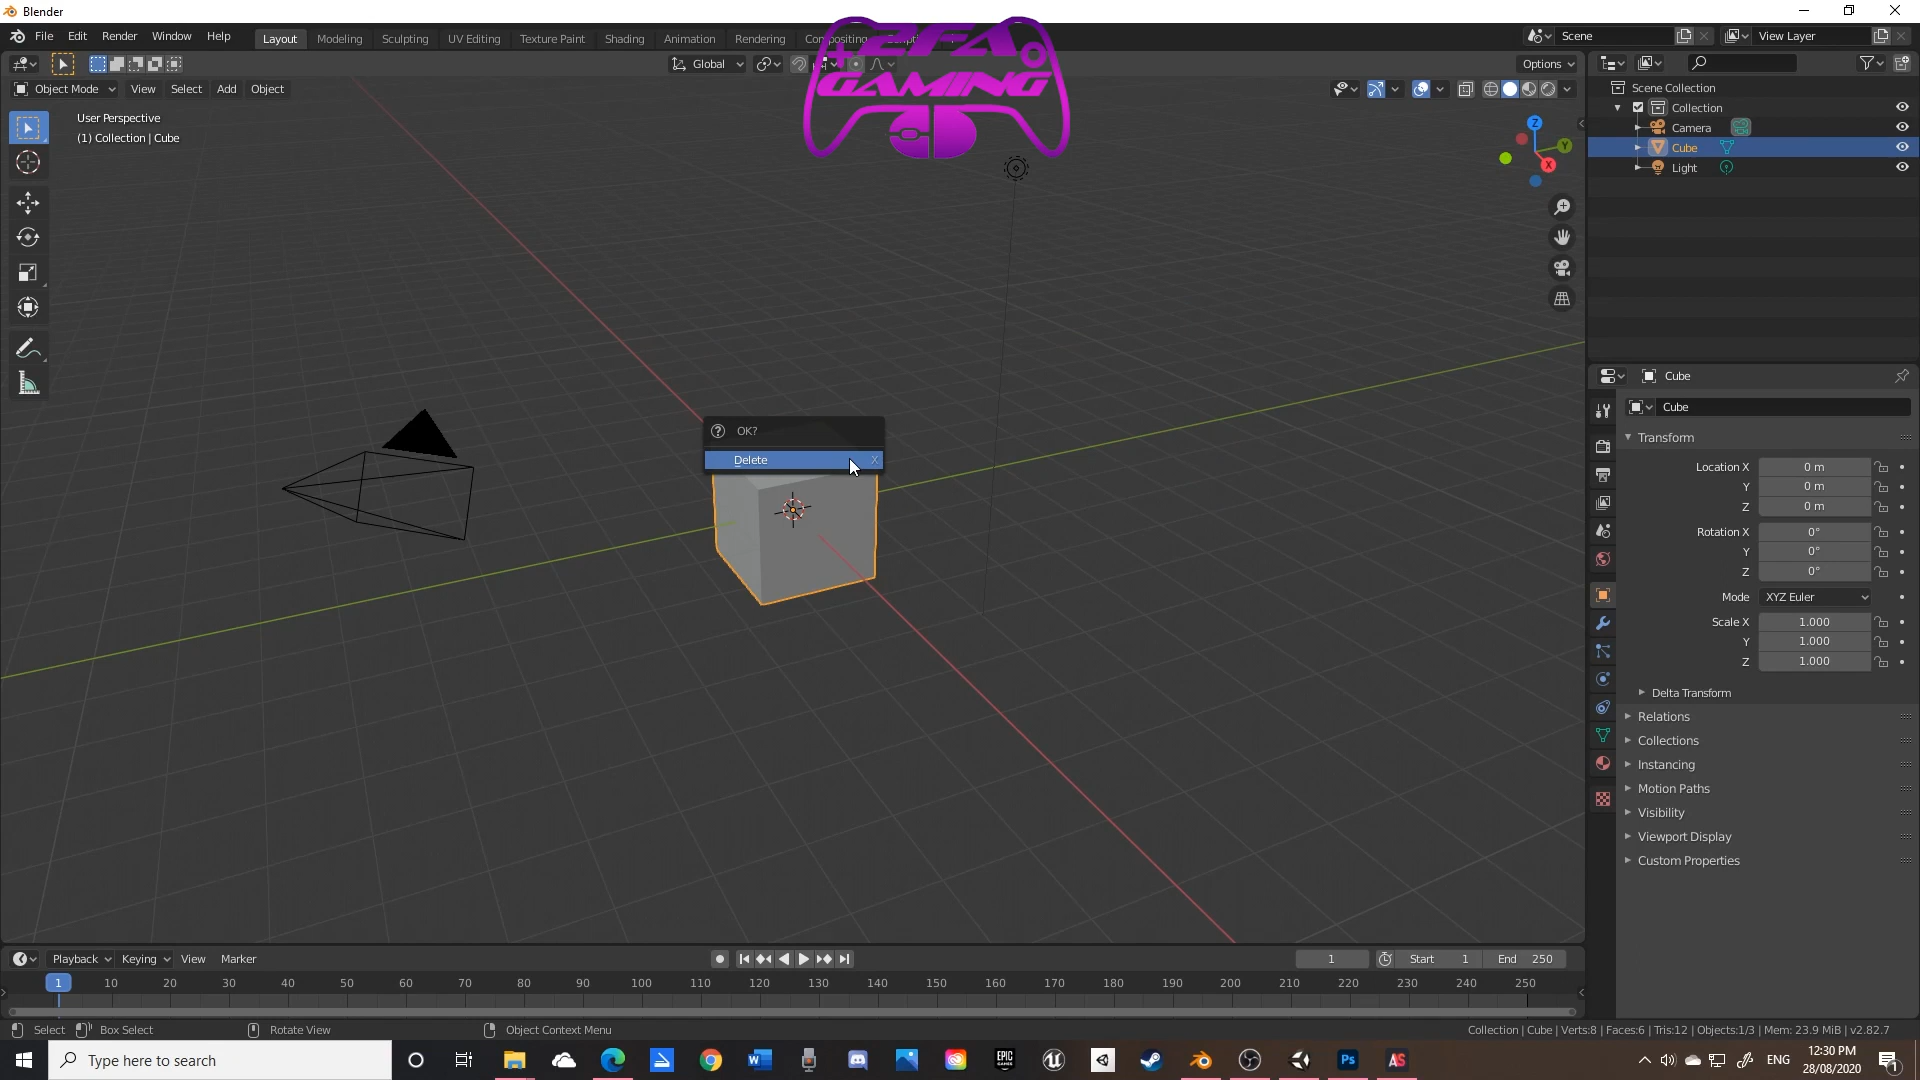 Blender
File Edit Render Window Help
Layout Modeling Sculpting UV Editing Texture Paint Shading Animation Rendering
Scene
View Layer
2FA
GAMING
Global
Options
Object Mode View Select Add Object
User Perspective
(1) Collection | Cube
Z
Y
X
Scene Collection
Collection
Camera
Cube
Light
OK?
Delete X
Cube
Cube
Transform
Location X 0 m
Y 0 m
Z 0 m
Rotation X 0°
Y 0°
Z 0°
Mode XYZ Euler
Scale X 1.000
Y 1.000
Z 1.000
Delta Transform
Relations
Collections
Instancing
Motion Paths
Visibility
Viewport Display
Custom Properties
Playback Keying View Marker
1
Start 1
End 250
1 10 20 30 40 50 60 70 80 90 100 110 120 130 140 150 160 170 180 190 200 210 220 230 240 250
Select Box Select Rotate View Object Context Menu
Collection | Cube | Verts:8 | Faces:6 | Tris:12 | Objects:1/3 | Mem: 23.9 MiB | v2.82.7
Type here to search
W
EPIC
GAMES
Ps
AS
ENG
12:30 PM
28/08/2020
1